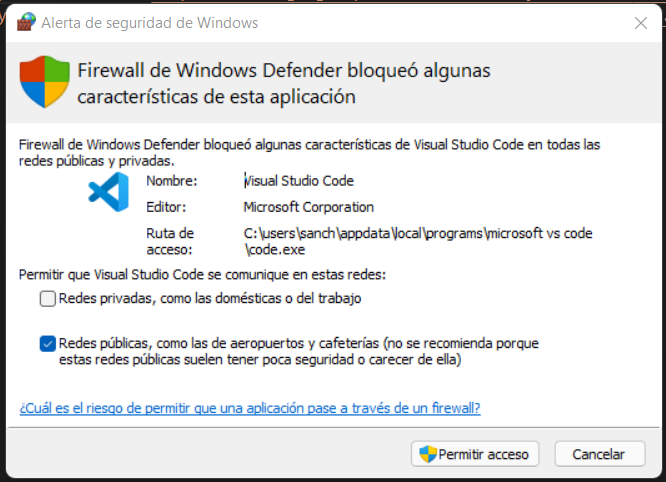 Alerta de seguridad de Windows
Firewall de Windows Defender bloqueó algunas
características de esta aplicación
Firewall de Windows Defender bloqueó algunas características de Visual Studio Code en todas las
redes públicas y privadas.
Nombre: Visual Studio Code
Editor: Microsoft Corporation
Ruta de C:\users\sanch\appdata\local\programs\microsoft vs code
acceso: \code.exe
Permitir que Visual Studio Code se comunique en estas redes:
Redes privadas, como las domésticas o del trabajo
Redes públicas, como las de aeropuertos y cafeterías (no se recomienda porque
estas redes públicas suelen tener poca seguridad o carecer de ella)
¿Cuál es el riesgo de permitir que una aplicación pase a través de un firewall?
Permitir acceso Cancelar